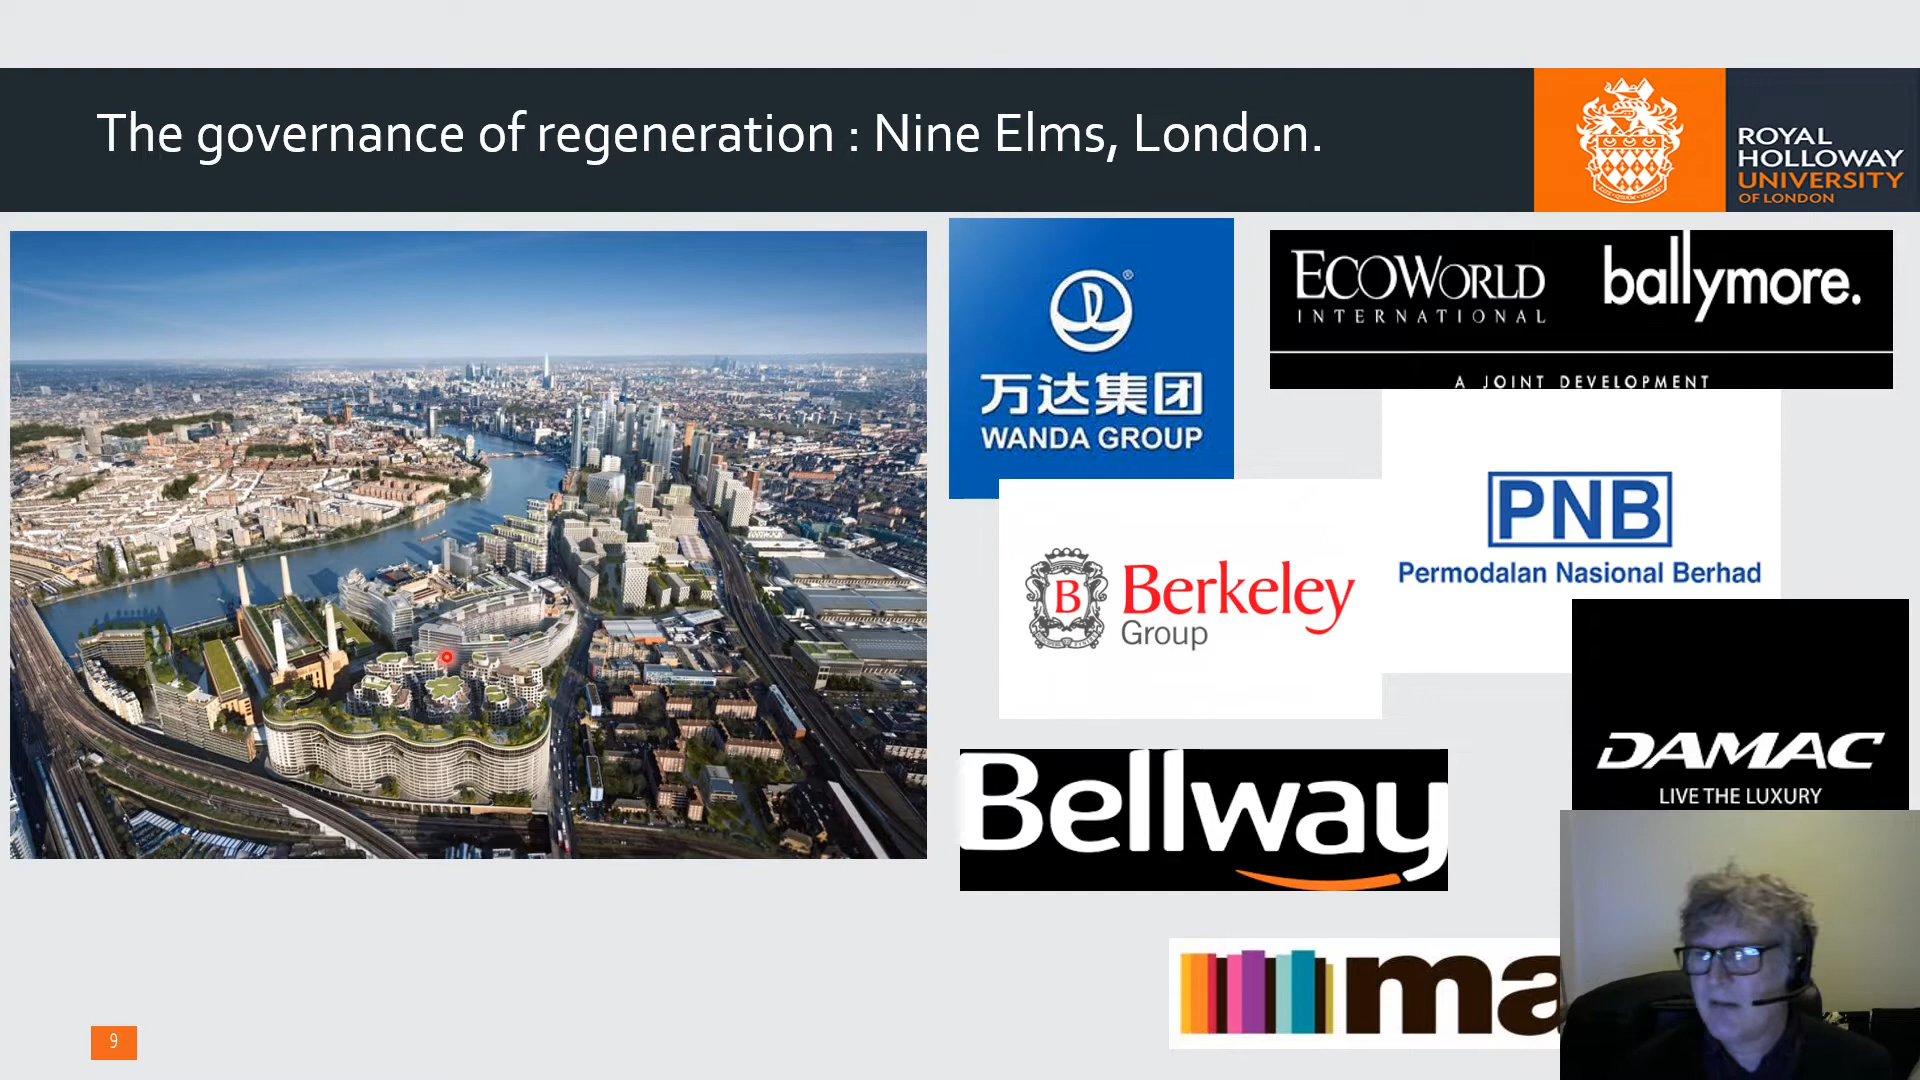 The governance of regeneration : Nine Elms, London.
ROYAL
HOLLOWAY
UNIVERSITY
OF LONDON
万达集团
WANDA GROUP
ECOWORLD
INTERNATIONAL
ballymore.
A JOINT DEVELOPMENT
PNB
Permodalan Nasional Berhad
B
Berkeley
Group
DAMAC
LIVE THE LUXURY
Bellway
ma
9